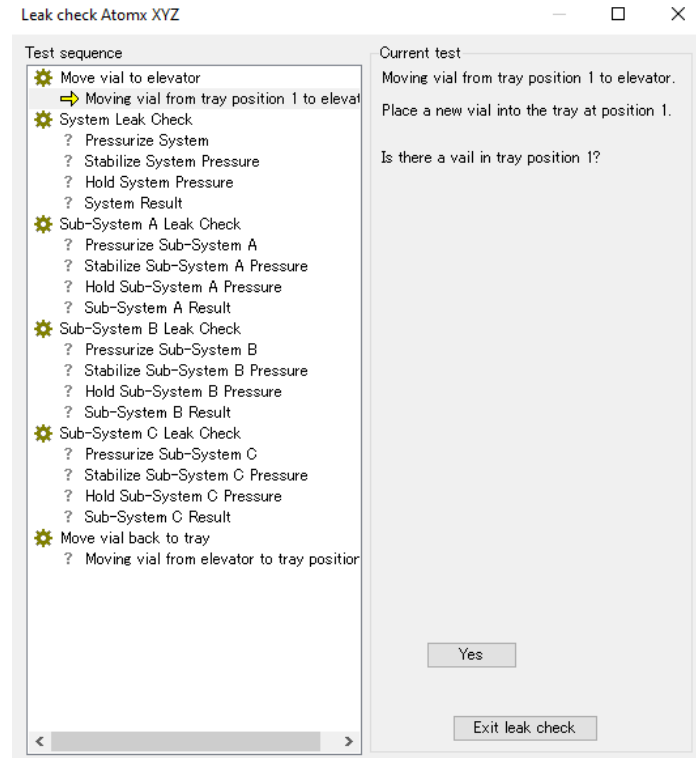 Leak check Atomx XYZ
Test sequence
Move vial to elevator
Moving vial from tray position 1 to elevat
System Leak Check
? Pressurize System
? Stabilize System Pressure
? Hold System Pressure
? System Result
Sub-System A Leak Check
? Pressurize Sub-System A
? Stabilize Sub-System A Pressure
? Hold Sub-System A Pressure
? Sub-System A Result
Sub-System B Leak Check
? Pressurize Sub-System B
? Stabilize Sub-System B Pressure
? Hold Sub-System B Pressure
? Sub-System B Result
Sub-System C Leak Check
? Pressurize Sub-System C
? Stabilize Sub-System C Pressure
? Hold Sub-System C Pressure
? Sub-System C Result
Move vial back to tray
? Moving vial from elevator to tray position
Current test
Moving vial from tray position 1 to elevator.
Place a new vial into the tray at position 1.
Is there a vail in tray position 1?
Yes
Exit leak check